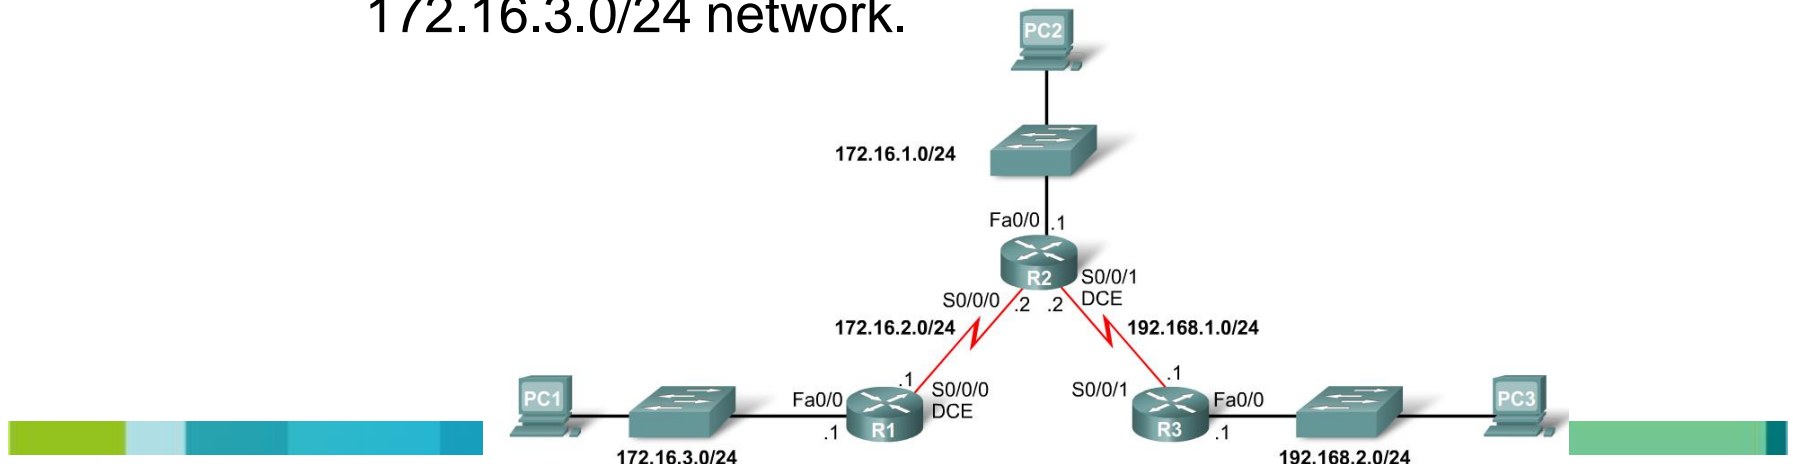 172.16.3.0/24 network.
PC2
172.16.1.0/24
Fa0/0 .1
R2
S0/0/1
DCE
S0/0/0 .2 .2
172.16.2.0/24
192.168.1.0/24
.1 S0/0/0
DCE
S0/0/1 .1
PC1
Fa0/0
.1
R1
R3
Fa0/0
.1
PC3
172.16.3.0/24
192.168.2.0/24